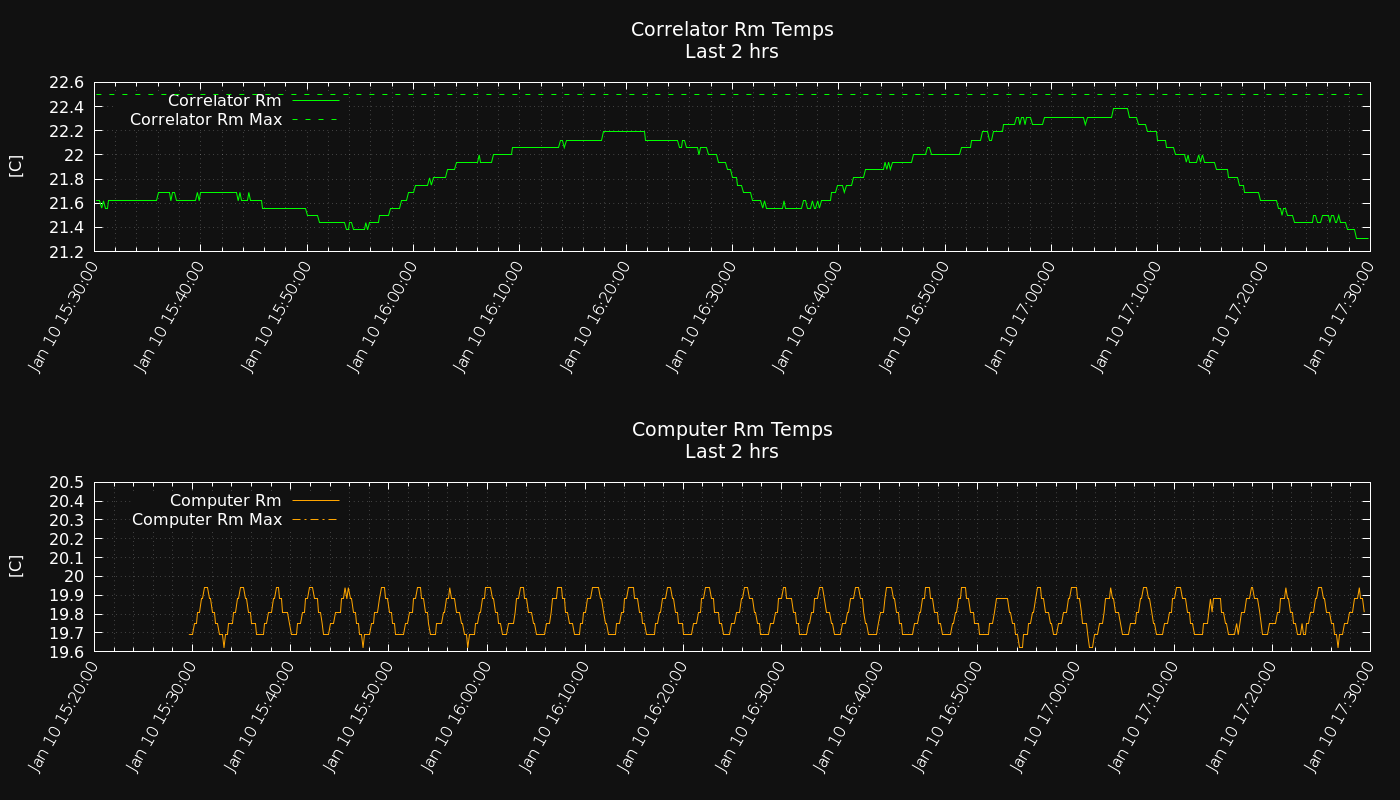 Correlator Rm Temps
Last 2 hrs
22.6
22.4
22.2
22
21.8
21.6
21.4
21.2
[C]
Correlator Rm
Correlator Rm Max
Jan 10 15:30:00
Jan 10 15:40:00
Jan 10 15:50:00
Jan 10 16:00:00
Jan 10 16:10:00
Jan 10 16:20:00
Jan 10 16:30:00
Jan 10 16:40:00
Jan 10 16:50:00
Jan 10 17:00:00
Jan 10 17:10:00
Jan 10 17:20:00
Jan 10 17:30:00
Computer Rm Temps
Last 2 hrs
20.5
20.4
20.3
20.2
20.1
20
19.9
19.8
19.7
19.6
[C]
Computer Rm
Computer Rm Max
Jan 10 15:20:00
Jan 10 15:30:00
Jan 10 15:40:00
Jan 10 15:50:00
Jan 10 16:00:00
Jan 10 16:10:00
Jan 10 16:20:00
Jan 10 16:30:00
Jan 10 16:40:00
Jan 10 16:50:00
Jan 10 17:00:00
Jan 10 17:10:00
Jan 10 17:20:00
Jan 10 17:30:00